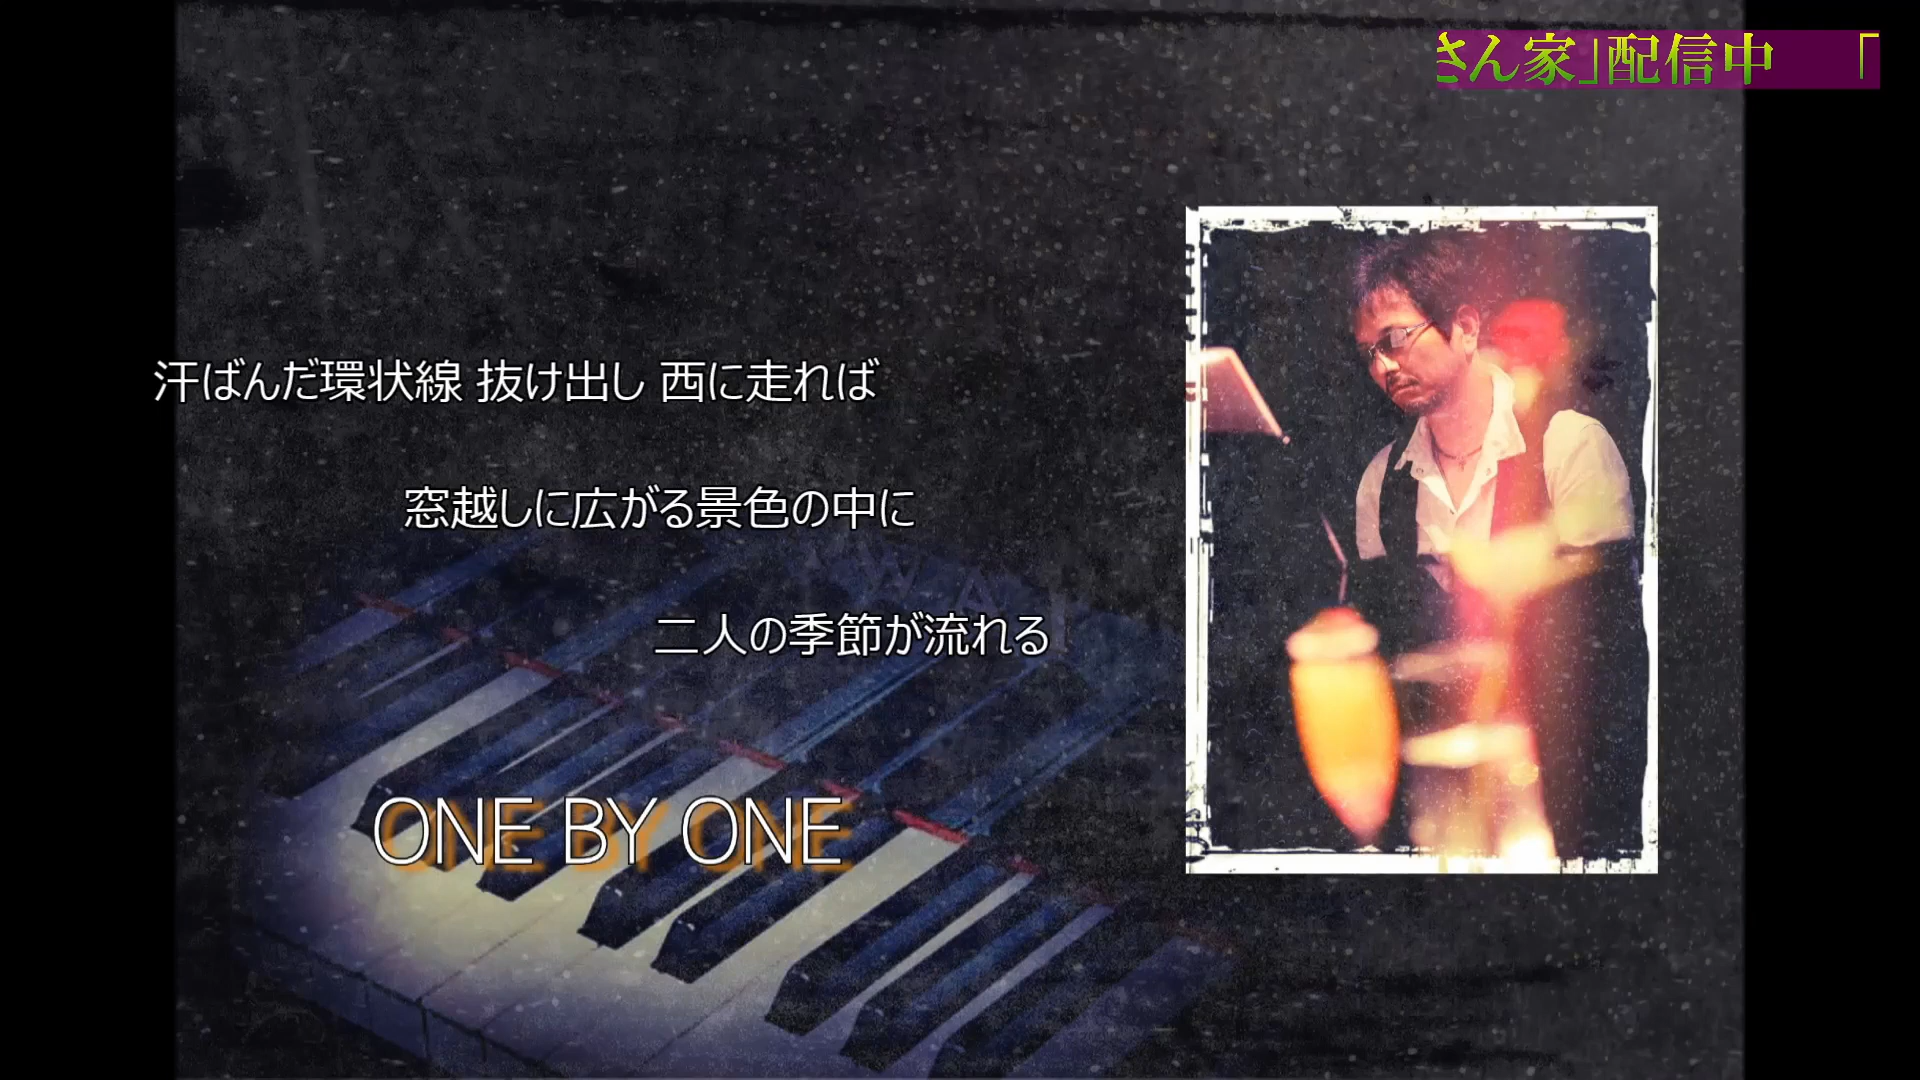 さん家」配信中 「
汗ばんだ環状線 抜け出し 西に走れば
窓越しに広がる景色の中に
二人の季節が流れる
ONE BY ONE